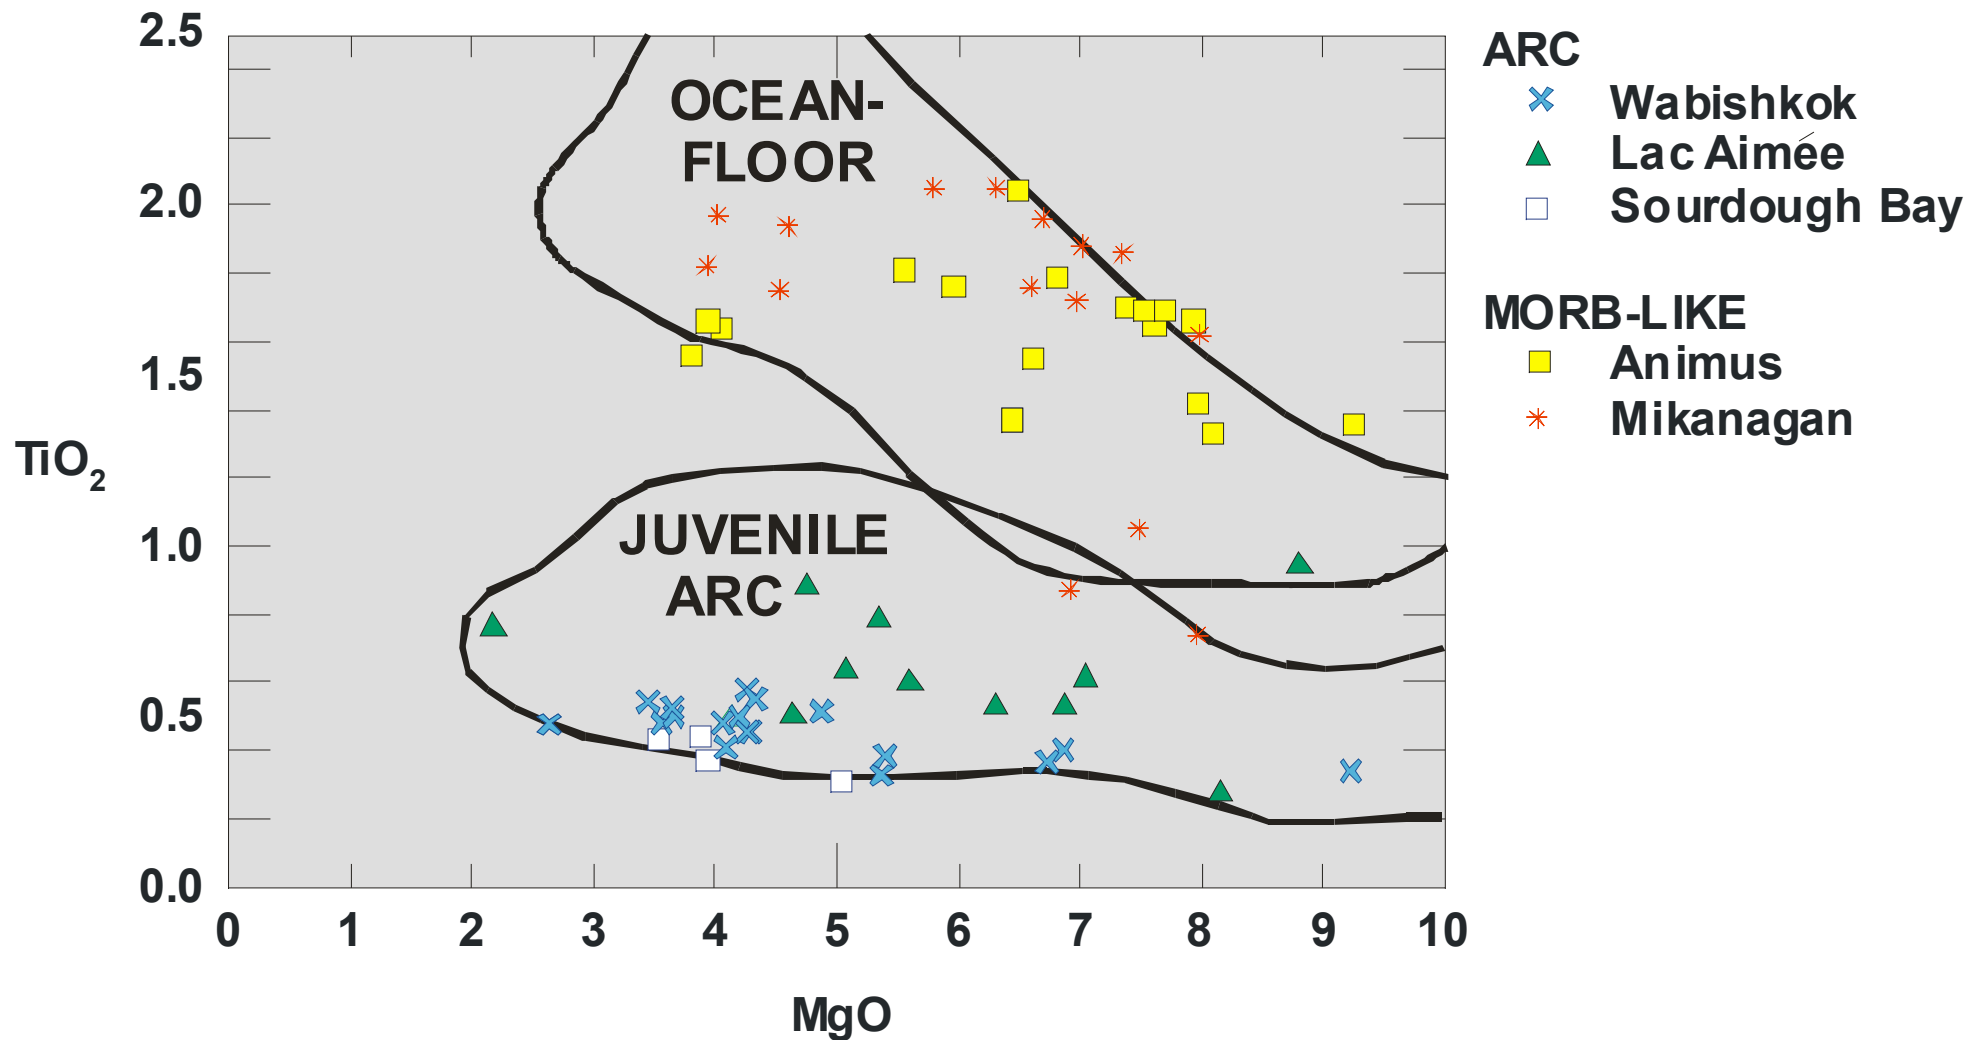 2.5
2.0
1.5
1.0
0.5
0.0
TiO2
OCEAN-
FLOOR
JUVENILE
ARC
0 1 2 3 4 5 6 7 8 9 10
MgO
ARC
Wabishkok
Lac Aimée
Sourdough Bay
MORB-LIKE
Animus
Mikanagan